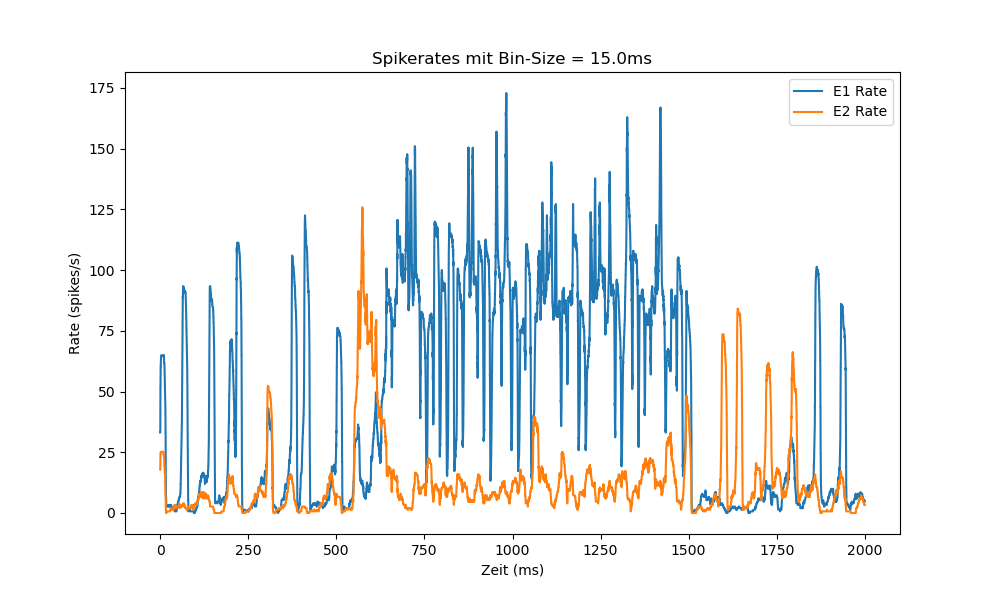 Spikerates mit Bin-Size = 15.0ms
E1 Rate
E2 Rate
Rate (spikes/s)
175
150
125
100
75
50
25
0
0 250 500 750 1000 1250 1500 1750 2000
Zeit (ms)